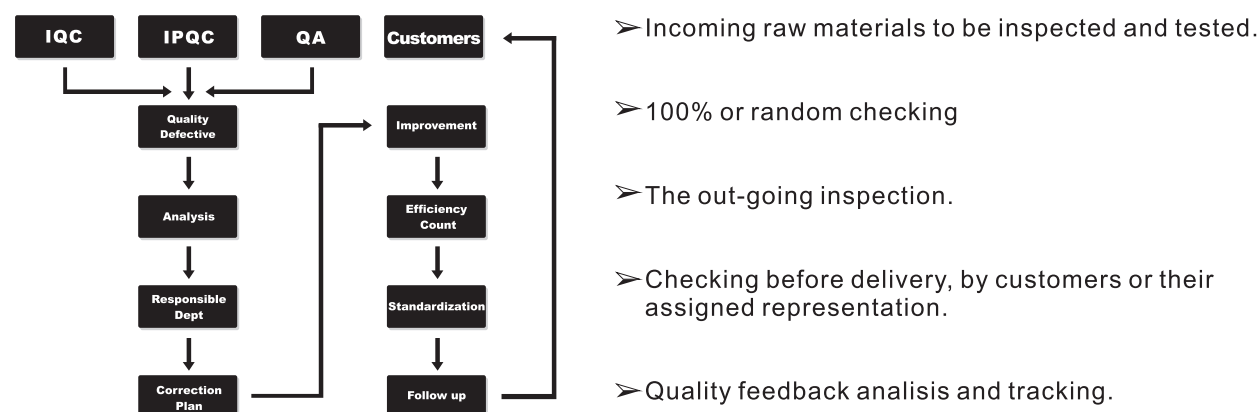 IQC
IPQC
QA
Customers
Quality
Defective
Analysis
Responsible
Dept
Correction
Plan
Improvement
Efficiency
Count
Standardization
Follow up
➢Incoming raw materials to be inspected and tested.
➢100% or random checking
➢The out-going inspection.
➢Checking before delivery, by customers or their
assigned representation.
➢Quality feedback analisis and tracking.